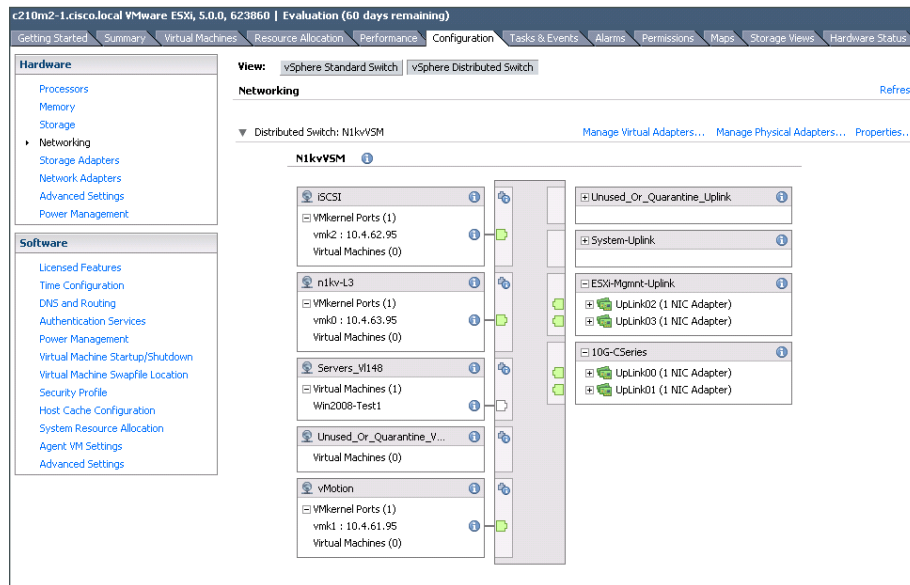 c210m2-1.cisco.local VMware ESXi, 5.0.0, 623860 | Evaluation (60 days remaining)
Getting Started Summary Virtual Machines Resource Allocation Performance Configuration Tasks & Events Alarms Permissions Maps Storage Views Hardware Status
Hardware
Processors
Memory
Storage
Networking
Storage Adapters
Network Adapters
Advanced Settings
Power Management
Software
Licensed Features
Time Configuration
DNS and Routing
Authentication Services
Power Management
Virtual Machine Startup/Shutdown
Virtual Machine Swapfile Location
Security Profile
Host Cache Configuration
System Resource Allocation
Agent VM Settings
Advanced Settings
View: vSphere Standard Switch vSphere Distributed Switch
Networking Refres
Distributed Switch: N1kvVSM Manage Virtual Adapters... Manage Physical Adapters... Properties..
N1kvVSM
iSCSI
VMkernel Ports (1)
vmk2 : 10.4.62.95
Virtual Machines (0)
n1kv-L3
VMkernel Ports (1)
vmk0 : 10.4.63.95
Virtual Machines (0)
Servers_Vl148
Virtual Machines (1)
Win2008-Test1
Unused_Or_Quarantine_V...
Virtual Machines (0)
vMotion
VMkernel Ports (1)
vmk1 : 10.4.61.95
Virtual Machines (0)
Unused_Or_Quarantine_Uplink
System-Uplink
ESXi-Mgmnt-Uplink
UpLink02 (1 NIC Adapter)
UpLink03 (1 NIC Adapter)
10G-CSeries
UpLink00 (1 NIC Adapter)
UpLink01 (1 NIC Adapter)